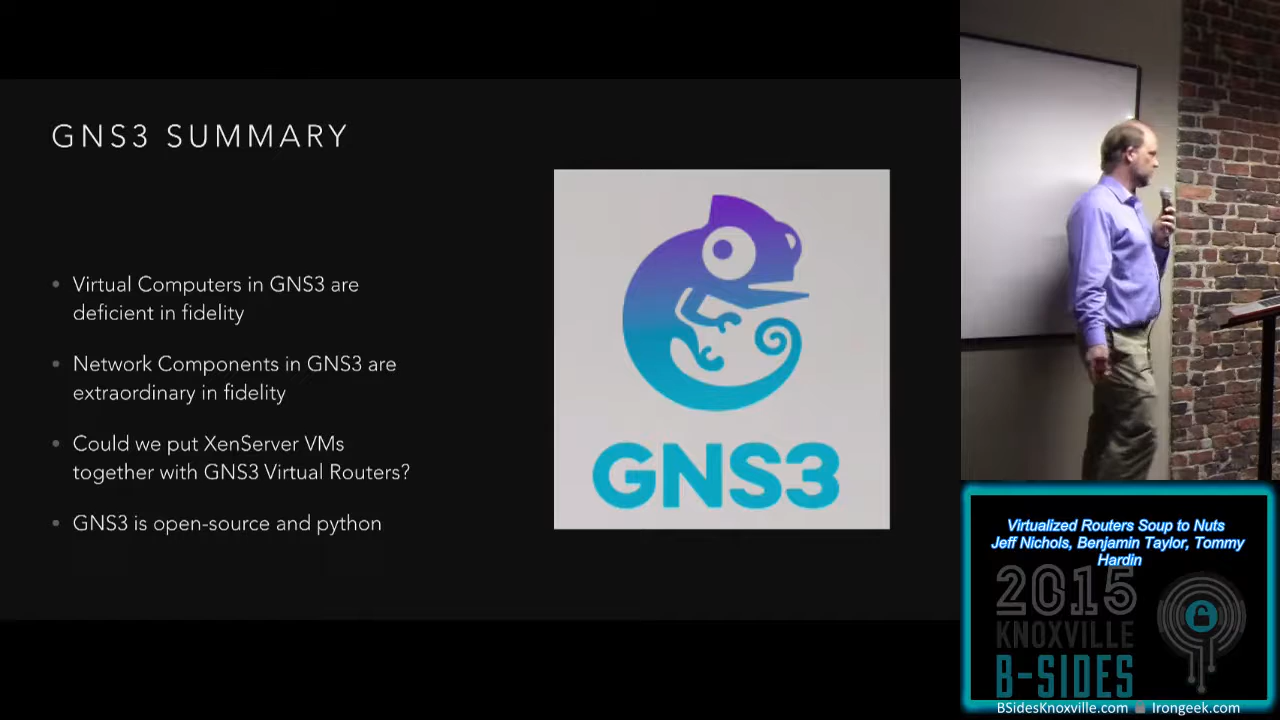 GNS3 SUMMARY
Virtual Computers in GNS3 are
deficient in fidelity
Network Components in GNS3 are
extraordinary in fidelity
Could we put XenServer VMs
together with GNS3 Virtual Routers?
GNS3 is open-source and python
GNS3
Virtualized Routers Soup to Nuts
Jeff Nichols, Benjamin Taylor, Tommy
Hardin
2015
KNOXVILLE
B-SIDES
BSidesKnoxville.com
Irongeek.com